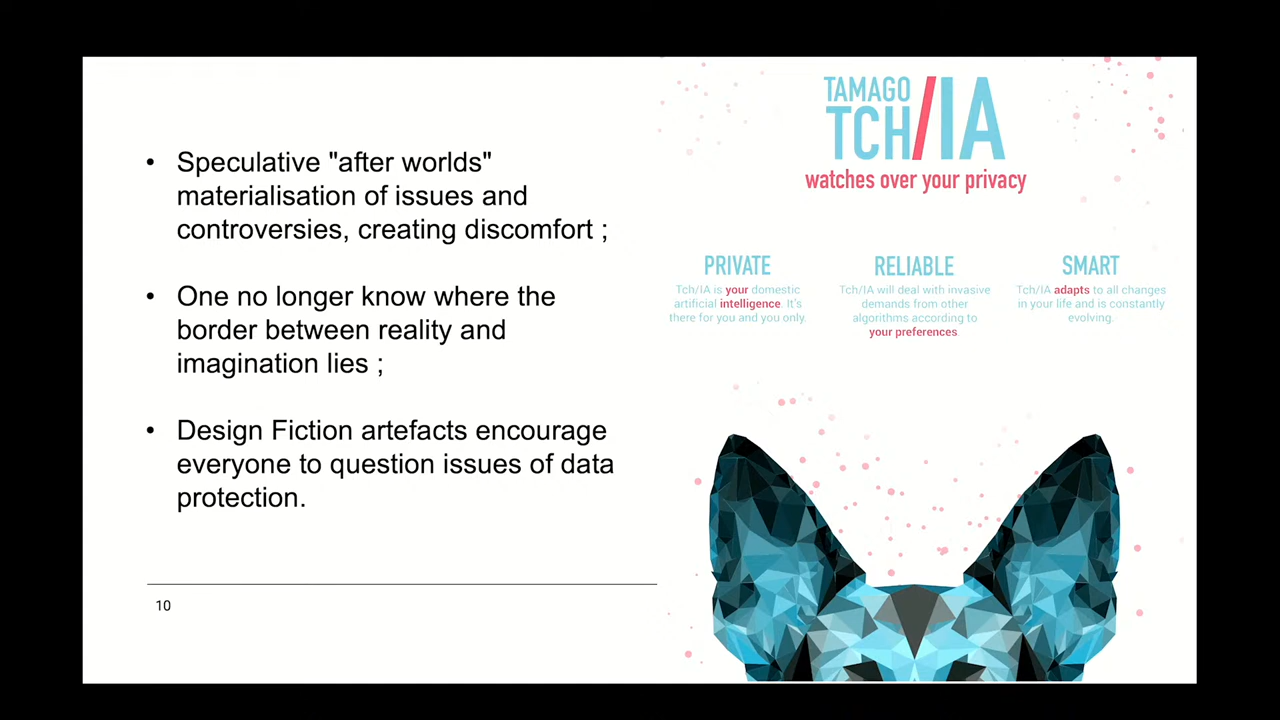 • Speculative "after worlds"
materialisation of issues and
controversies, creating discomfort ;
• One no longer know where the
border between reality and
imagination lies ;
• Design Fiction artefacts encourage
everyone to question issues of data
protection.
10
TAMAGO
TCH/IA
watches over your privacy
PRIVATE
Tch/IA is your domestic
artificial intelligence. It's
there for you and you only.
RELIABLE
Tch/IA will deal with invasive
demands from other
algorithms according to
your preferences.
SMART
Tch/IA adapts to all changes
in your life and is constantly
evolving.